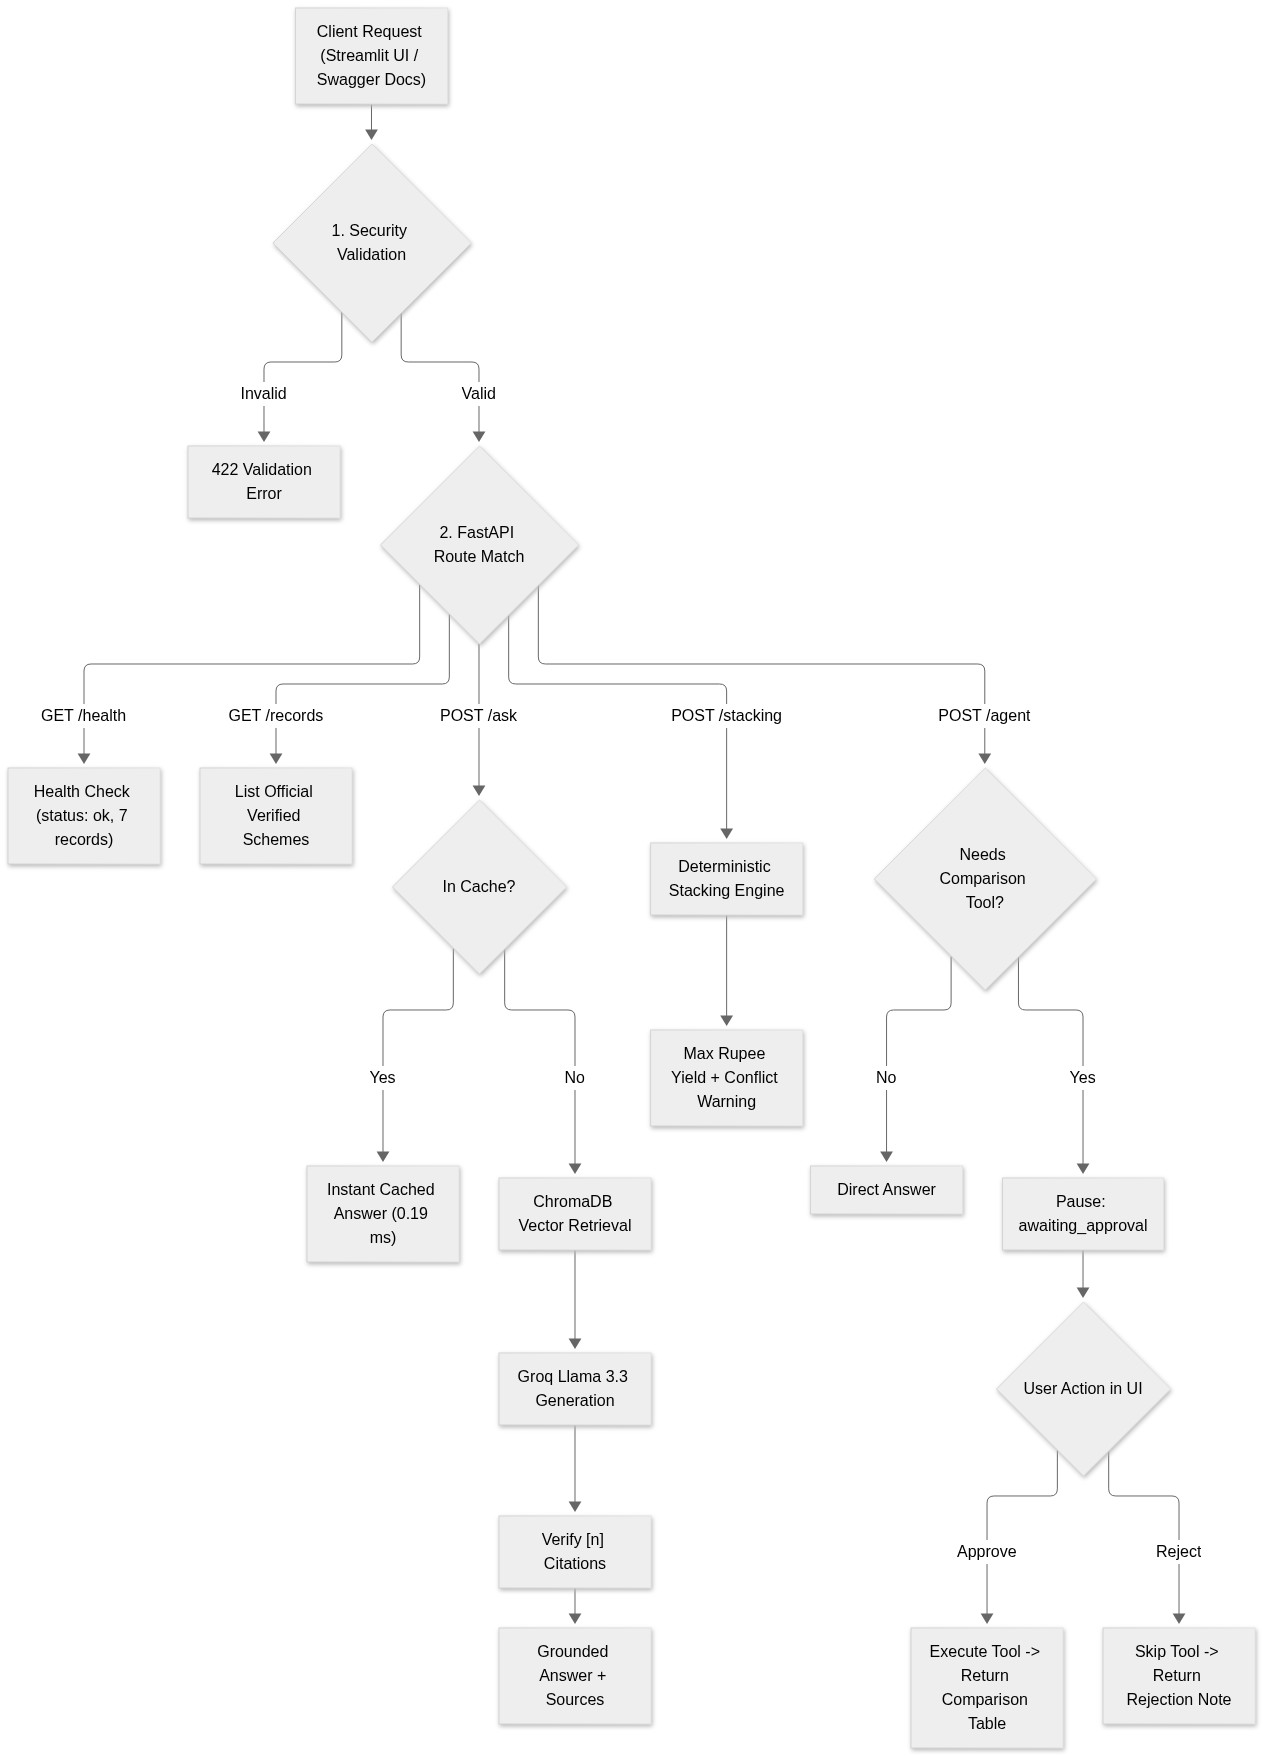 Client Request
(Streamlit UI /
Swagger Docs)
1. Security
Validation
Invalid
Valid
422 Validation
Error
2. FastAPI
Route Match
GET /health
GET /records
POST /ask
POST /stacking
POST /agent
Health Check
(status: ok, 7
records)
List Official
Verified
Schemes
In Cache?
Deterministic
Stacking Engine
Needs
Comparison
Tool?
Yes
No
Max Rupee
Yield + Conflict
Warning
No
Yes
Instant Cached
Answer (0.19
ms)
ChromaDB
Vector Retrieval
Direct Answer
Pause:
awaiting_approval
Groq Llama 3.3
Generation
User Action in UI
Verify [n]
Citations
Approve
Reject
Grounded
Answer +
Sources
Execute Tool ->
Return
Comparison
Table
Skip Tool ->
Return
Rejection Note